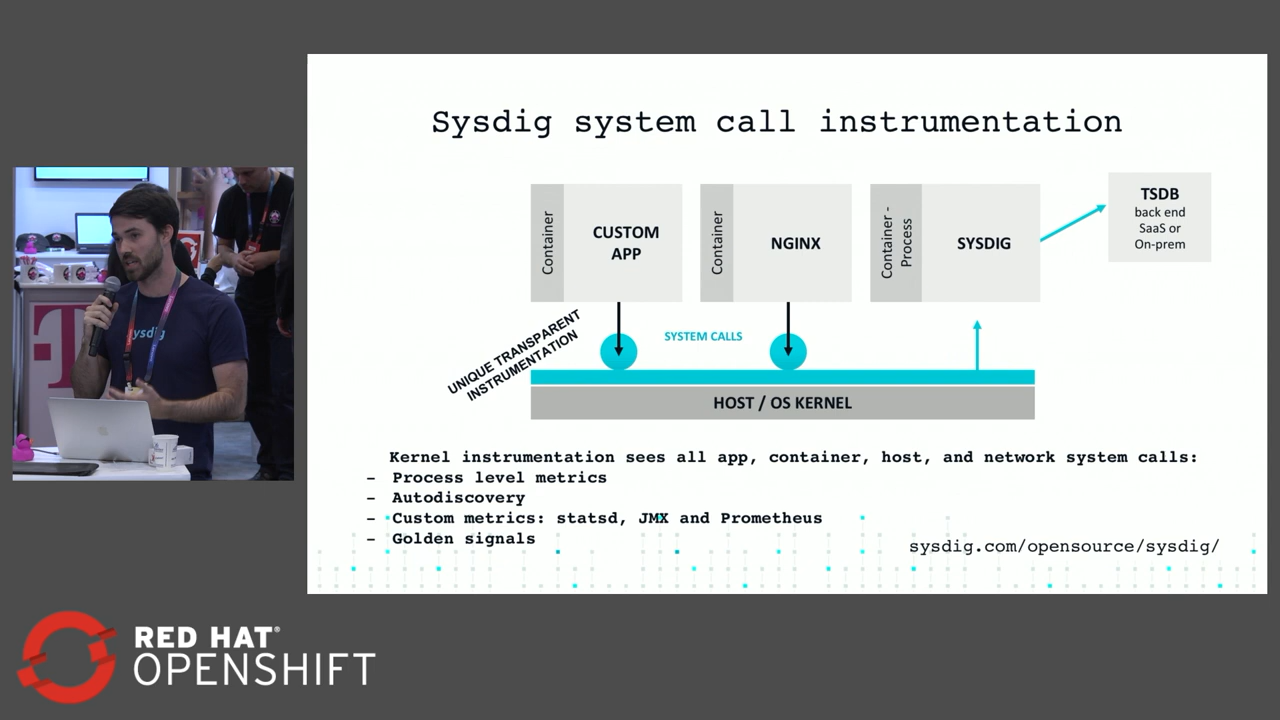 Sysdig system call instrumentation
Container
CUSTOM
APP
Container
NGINX
Container -
Process
SYSDIG
TSDB
back end
SaaS or
On-prem
UNIQUE TRANSPARENT
INSTRUMENTATION
SYSTEM CALLS
HOST / OS KERNEL
Kernel instrumentation sees all app, container, host, and network system calls:
- Process level metrics
- Autodiscovery
- Custom metrics: statsd, JMX and Prometheus
- Golden signals
sysdig.com/opensource/sysdig/
sysdig
T
RED HAT®
OPENSHIFT